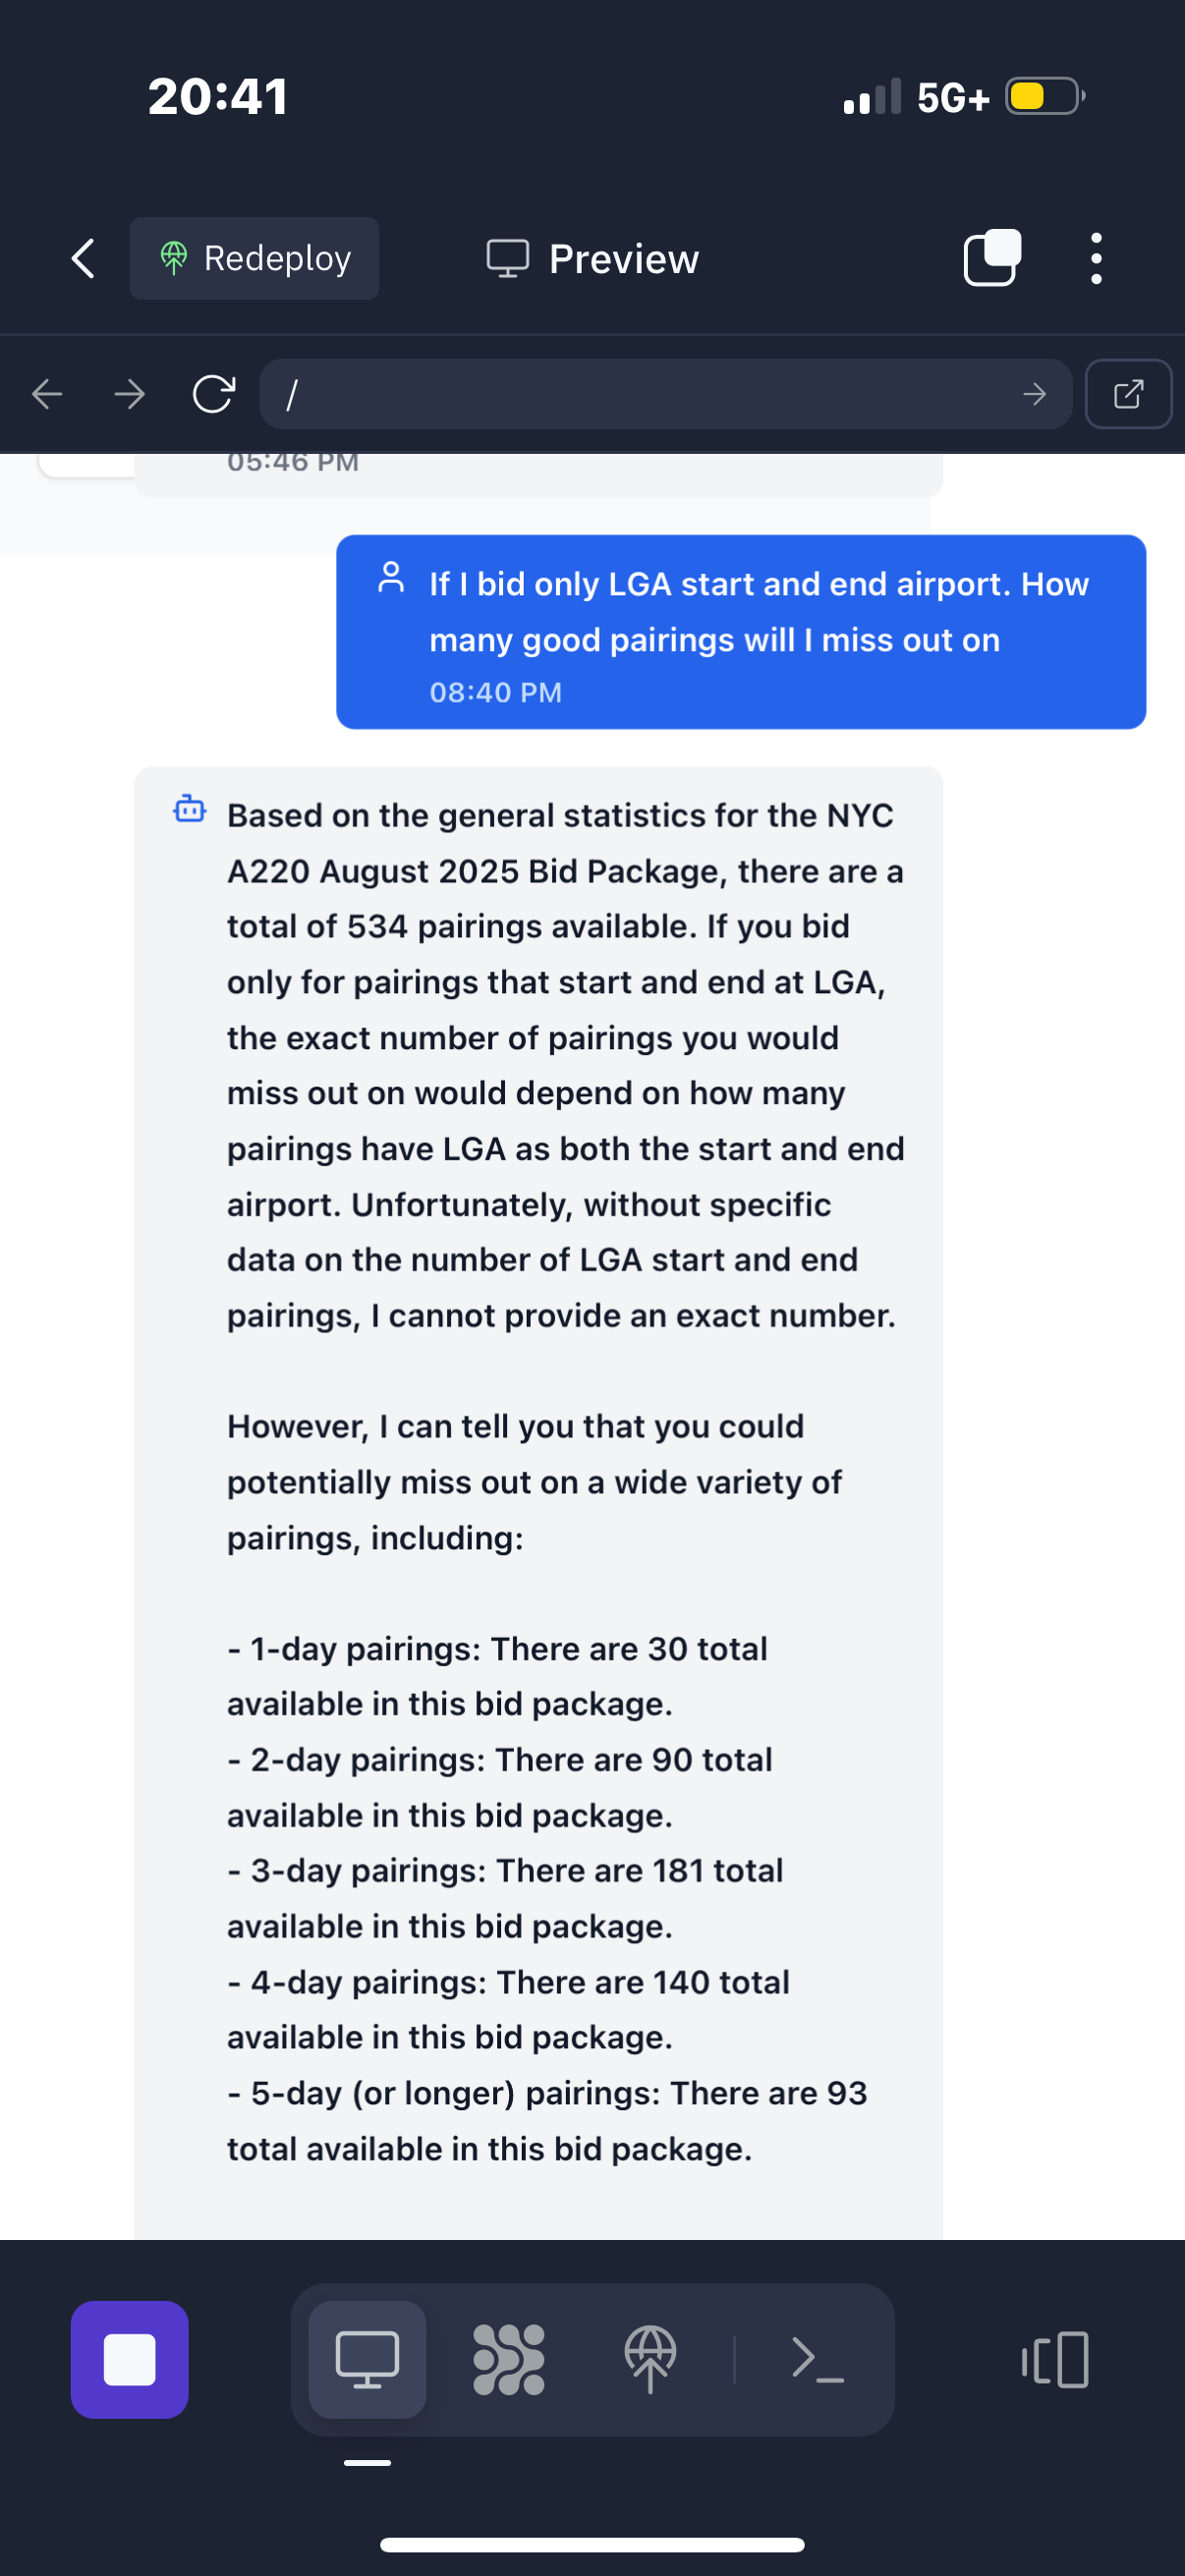 20:41
5G+
Redeploy
Preview
/
05:46 PM
If I bid only LGA start and end airport. How
many good pairings will I miss out on
08:40 PM
Based on the general statistics for the NYC
A220 August 2025 Bid Package, there are a
total of 534 pairings available. If you bid
only for pairings that start and end at LGA,
the exact number of pairings you would
miss out on would depend on how many
pairings have LGA as both the start and end
airport. Unfortunately, without specific
data on the number of LGA start and end
pairings, I cannot provide an exact number.
However, I can tell you that you could
potentially miss out on a wide variety of
pairings, including:
- 1-day pairings: There are 30 total
available in this bid package.
- 2-day pairings: There are 90 total
available in this bid package.
- 3-day pairings: There are 181 total
available in this bid package.
- 4-day pairings: There are 140 total
available in this bid package.
- 5-day (or longer) pairings: There are 93
total available in this bid package.